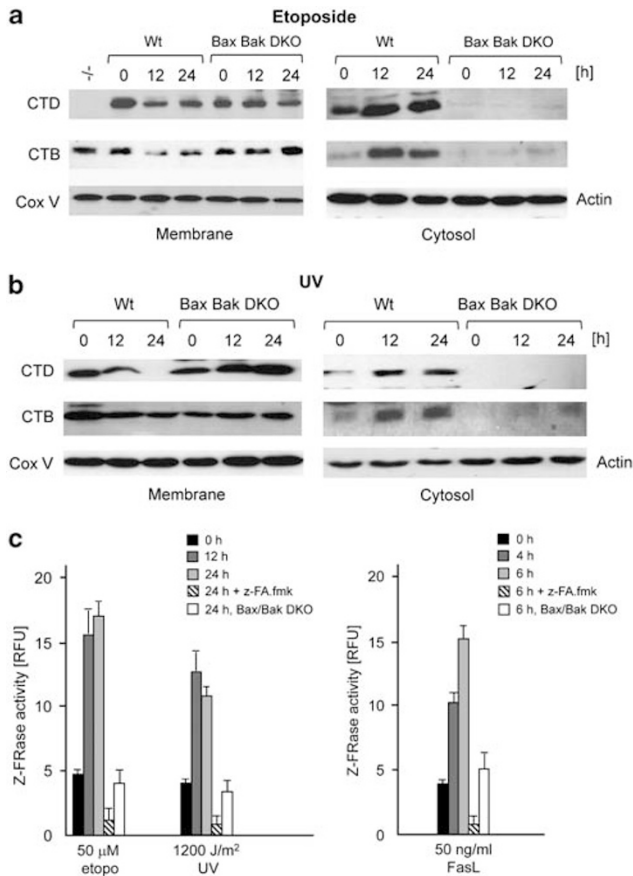 a
Etoposide
Wt Bax Bak DKO Wt Bax Bak DKO
-/- 0 12 24 0 12 24 0 12 24 0 12 24 [h]
CTD
CTB
Cox V Actin
Membrane Cytosol
b
UV
Wt Bax Bak DKO Wt Bax Bak DKO
0 12 24 0 12 24 0 12 24 0 12 24 [h]
CTD
CTB
Cox V Actin
Membrane Cytosol
c
0 h
12 h
24 h
24 h + z-FA.fmk
24 h, Bax/Bak DKO
Z-FRase activity [RFU]
20
15
10
5
0
50 µM etopo
1200 J/m² UV
0 h
4 h
6 h
6 h + z-FA.fmk
6 h, Bax/Bak DKO
Z-FRase activity [RFU]
20
15
10
5
0
50 ng/ml
FasL